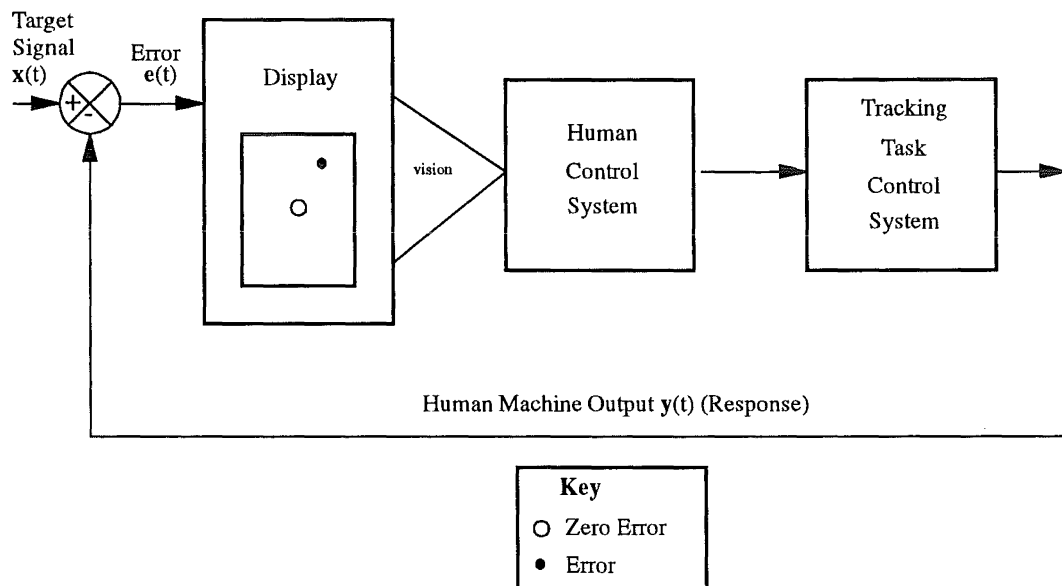 Target
Signal
x(t)
Error
e(t)
+
-
Display
vision
Human
Control
System
Tracking
Task
Control
System
Human Machine Output y(t) (Response)
Key
Zero Error
Error